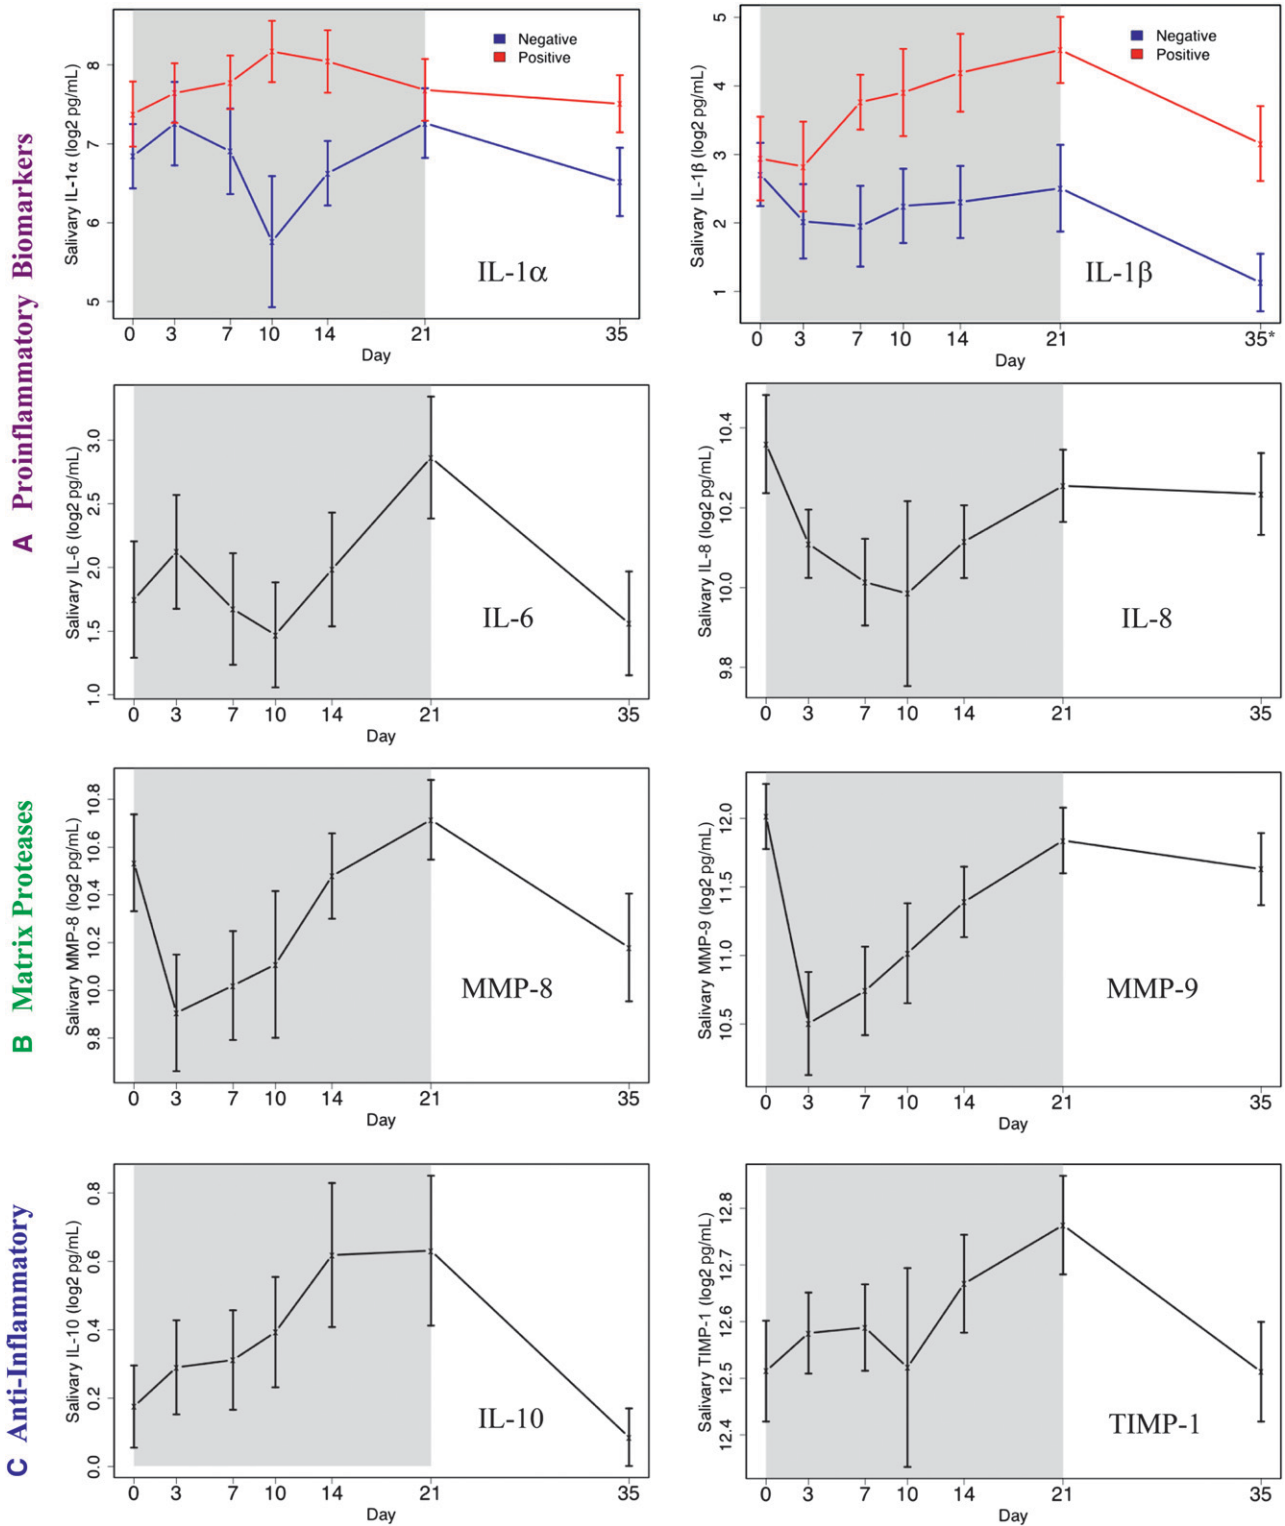 A Proinflammatory Biomarkers
Salivary IL-1α (log2 pg/mL)
8
7
6
5
Negative
Positive
IL-1α
0 3 7 10 14 21 35
Day
Salivary IL-1β (log2 pg/mL)
5
4
3
2
1
Negative
Positive
IL-1β
0 3 7 10 14 21 35*
Day
Salivary IL-6 (log2 pg/mL)
3.0
2.5
2.0
1.5
1.0
IL-6
0 3 7 10 14 21 35
Day
Salivary IL-8 (log2 pg/mL)
10.4
10.2
10.0
9.8
IL-8
0 3 7 10 14 21 35
Day
B Matrix Proteases
Salivary MMP-8 (log2 pg/mL)
10.8
10.6
10.4
10.2
10.0
9.8
MMP-8
0 3 7 10 14 21 35
Day
Salivary MMP-9 (log2 pg/mL)
12.0
11.5
11.0
10.5
MMP-9
0 3 7 10 14 21 35
Day
C Anti-Inflammatory
Salivary IL-10 (log2 pg/mL)
0.8
0.6
0.4
0.2
0.0
IL-10
0 3 7 10 14 21 35
Day
Salivary TIMP-1 (log2 pg/mL)
12.8
12.7
12.6
12.5
12.4
TIMP-1
0 3 7 10 14 21 35
Day